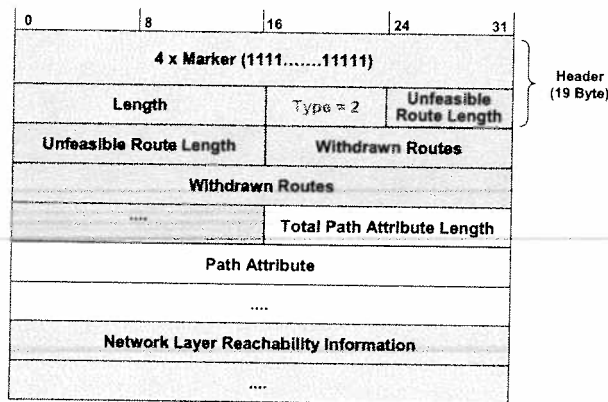 0 8 16 24 31
4 x Marker (1111.......11111)
Header
(19 Byte)
Length Type = 2 Unfeasible
Route Length
Unfeasible Route Length Withdrawn Routes
Withdrawn Routes
.... Total Path Attribute Length
Path Attribute
....
Network Layer Reachability Information
....